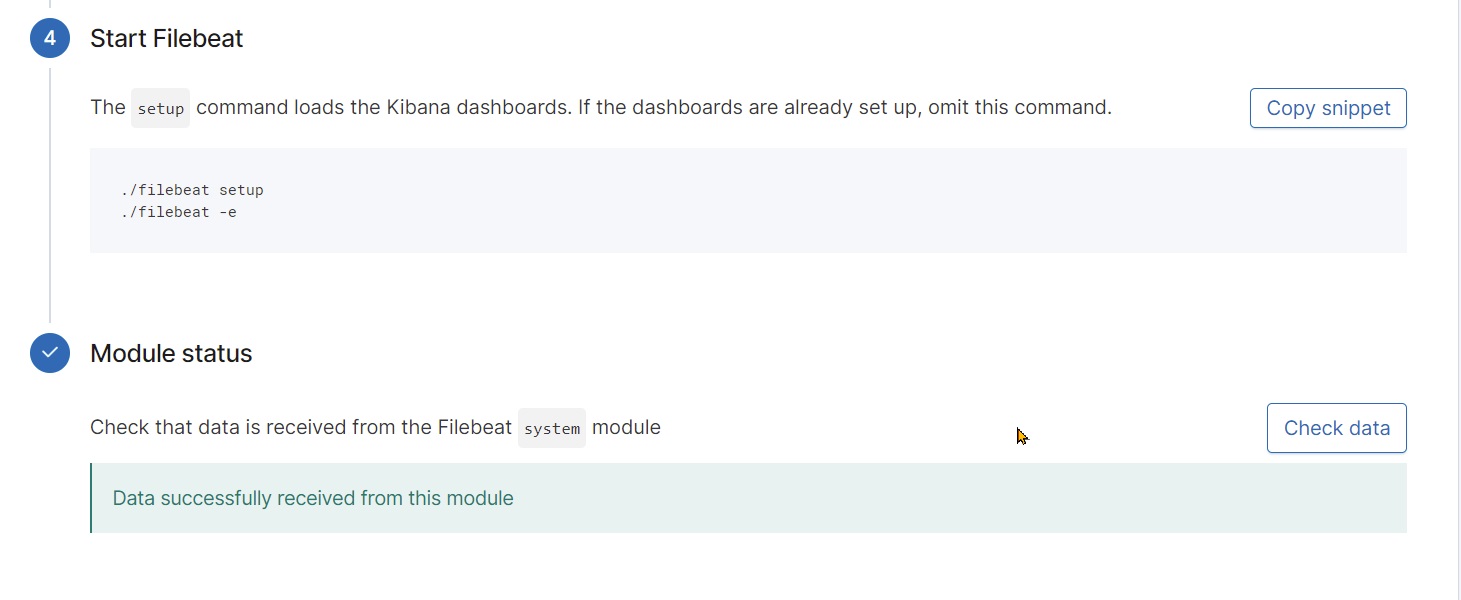 4 Start Filebeat
The setup command loads the Kibana dashboards. If the dashboards are already set up, omit this command.
Copy snippet
./filebeat setup
./filebeat -e
Module status
Check that data is received from the Filebeat system module
Check data
Data successfully received from this module